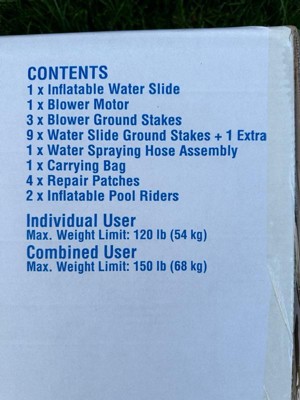 CONTENTS
1 x Inflatable Water Slide
1 x Blower Motor
3 x Blower Ground Stakes
9 x Water Slide Ground Stakes + 1 Extra
1 x Water Spraying Hose Assembly
1 x Carrying Bag
4 x Repair Patches
2 x Inflatable Pool Riders
Individual User
Max. Weight Limit: 120 lb (54 kg)
Combined User
Max. Weight Limit: 150 lb (68 kg)